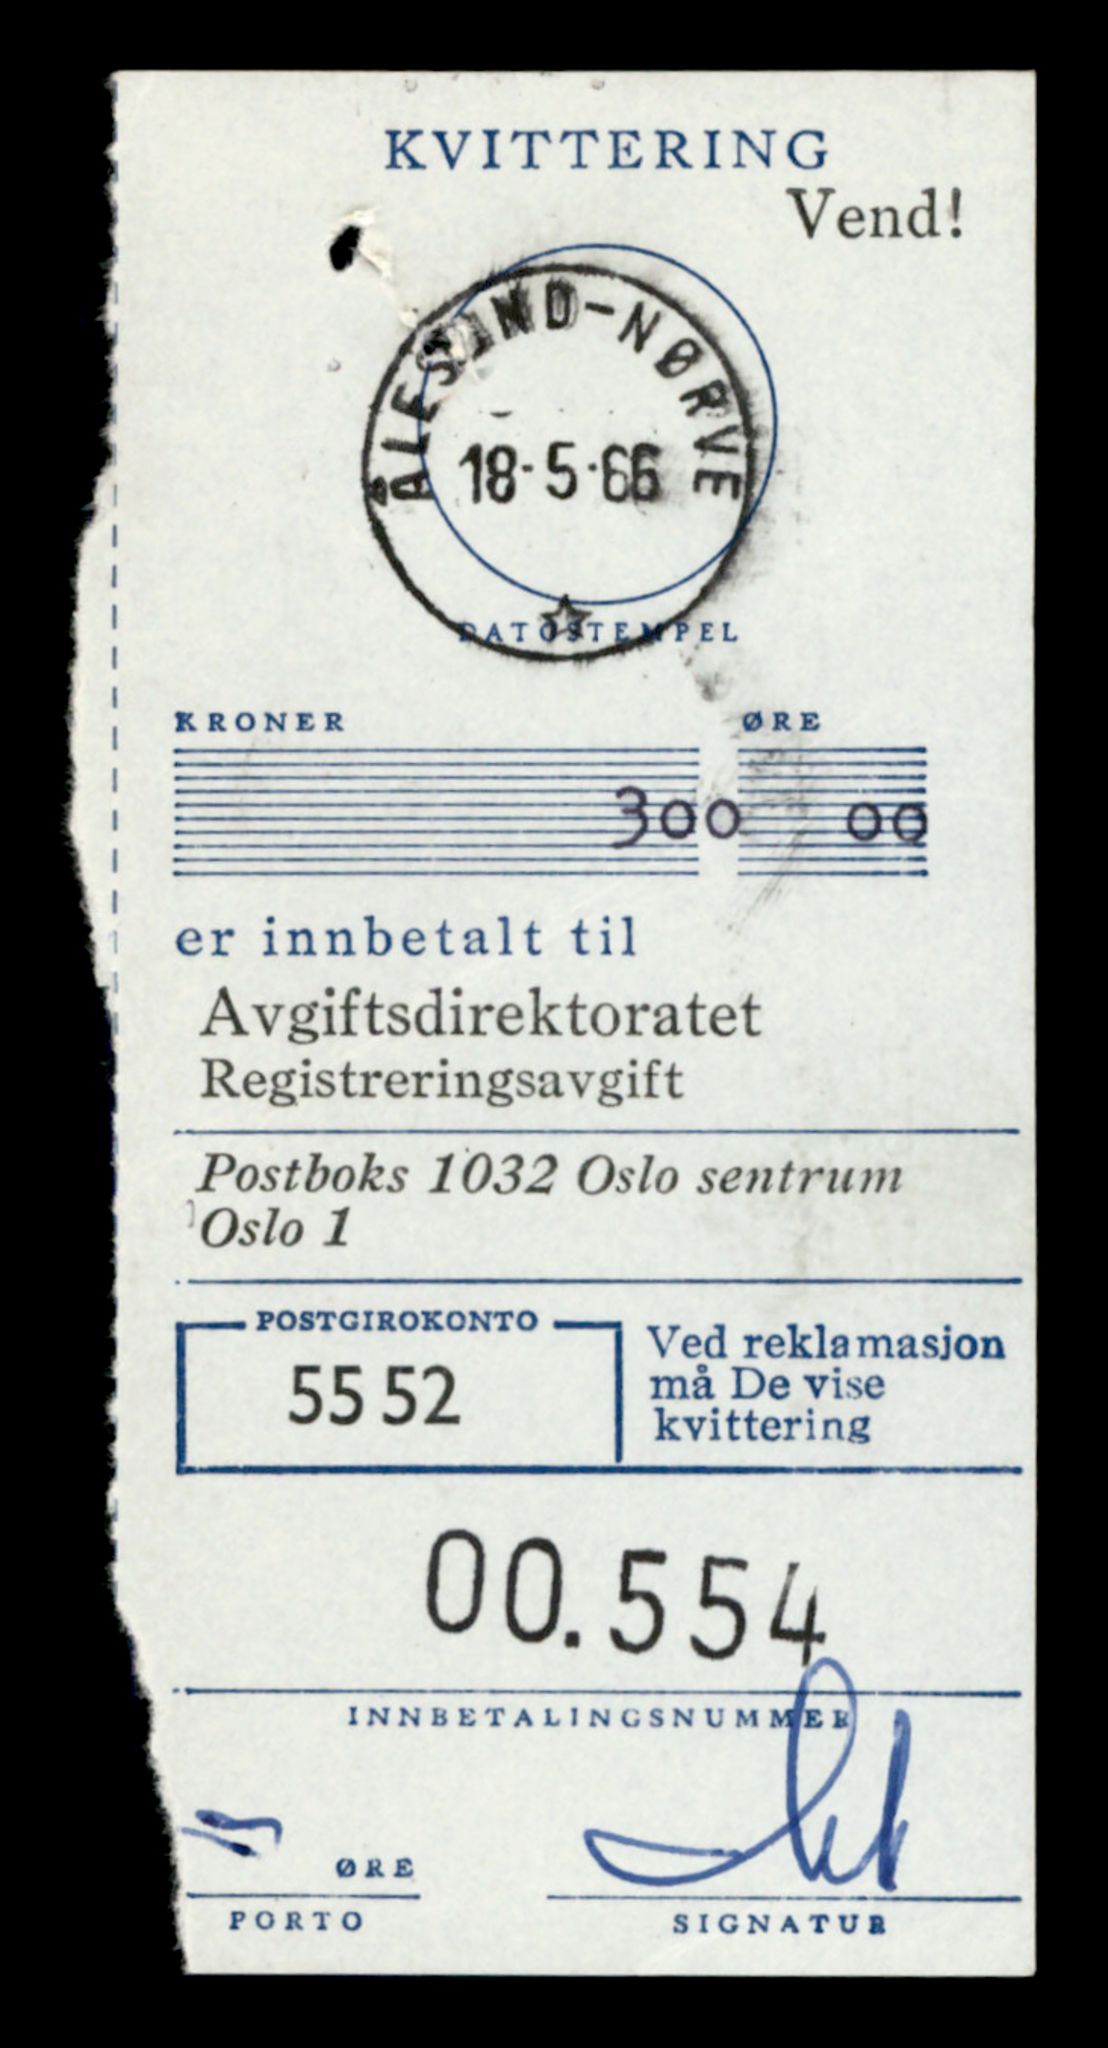 KVITTERING
Vend!
ÅLESUND-NØRVE
18-5-66
DATOSTEMPEL
KRONER ØRE
300 00
er innbetalt til
Avgiftsdirektoratet
Registreringsavgift
Postboks 1032 Oslo sentrum
Oslo 1
POSTGIROKONTO
55 52
Ved reklamasjon
må De vise
kvittering
00.554
INNBETALINGSNUMMER
ØRE
PORTO
SIGNATUR